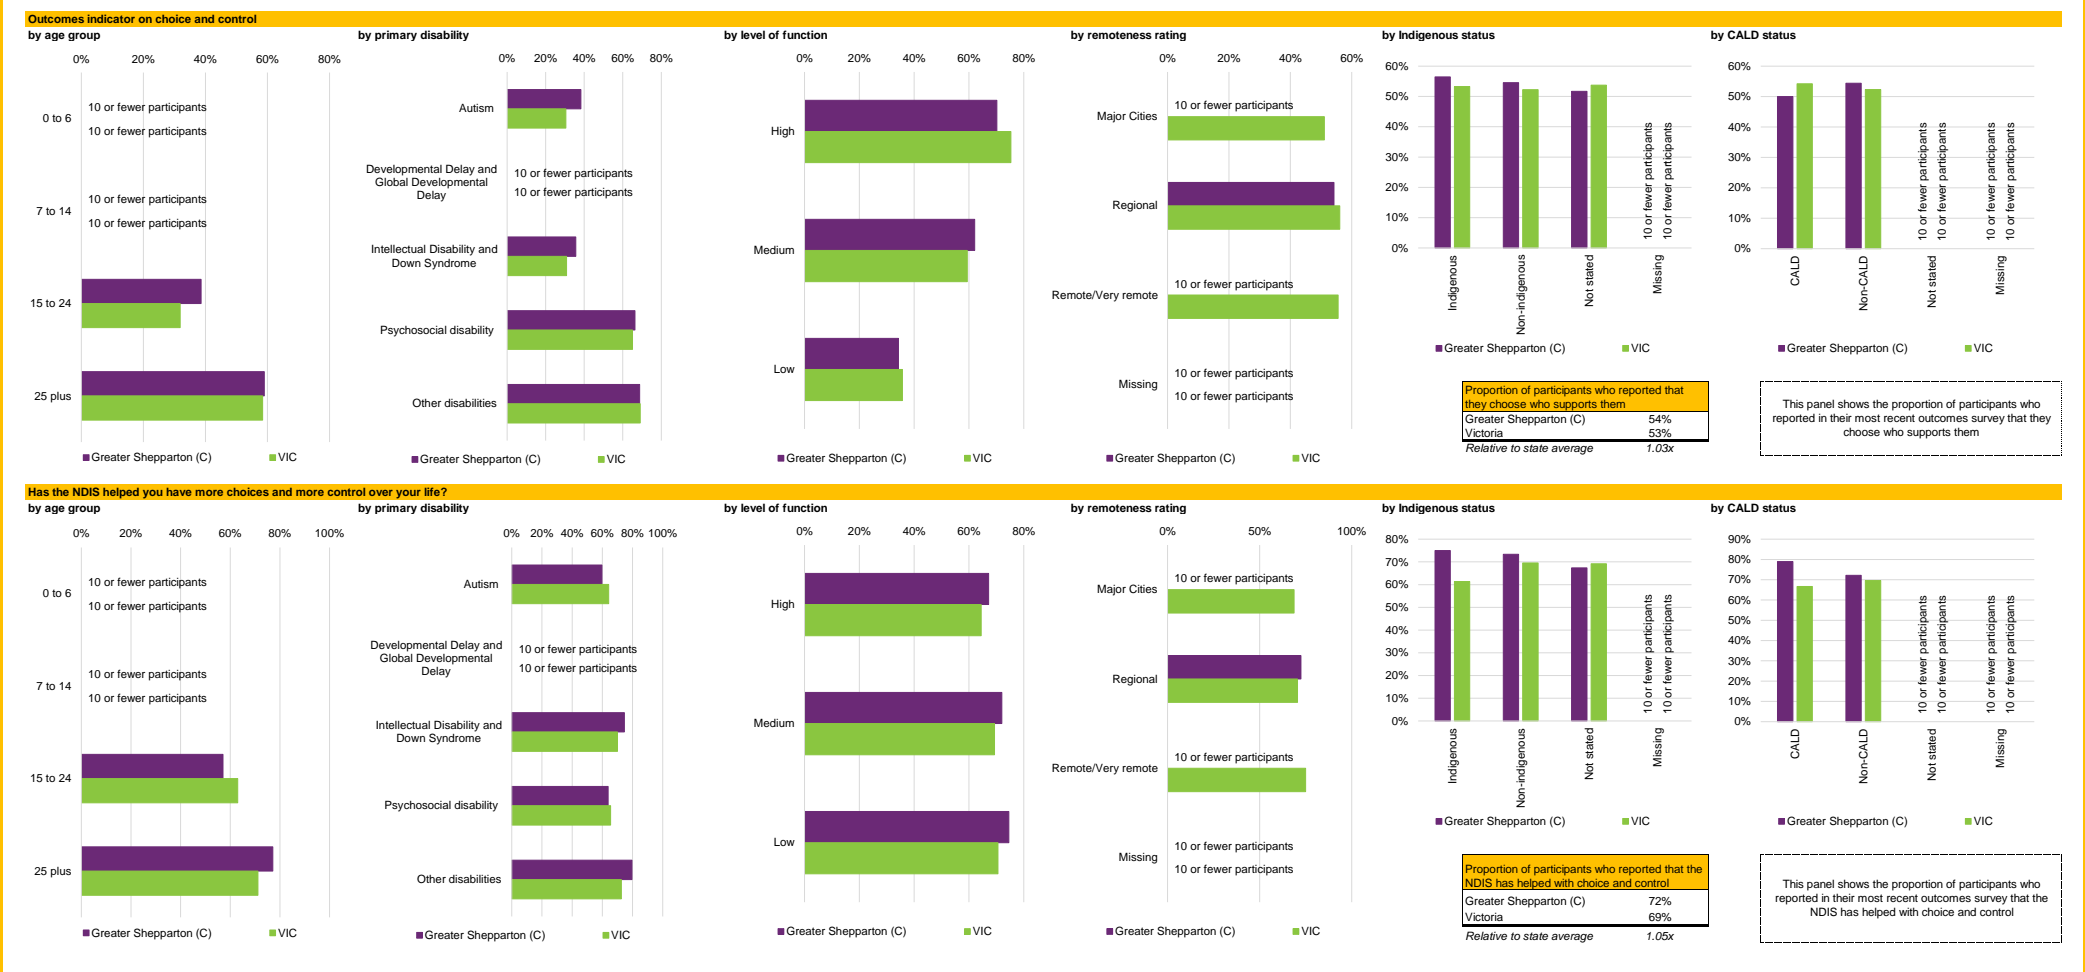 Outcomes indicator on choice and control
by age group
0% 20% 40% 60% 80%
10 or fewer participants
0 to 6
10 or fewer participants
10 or fewer participants
7 to 14
10 or fewer participants
15 to 24
25 plus
Greater Shepparton (C) VIC
by primary disability
0% 20% 40% 60% 80%
Autism
Developmental Delay and
Global Developmental
Delay
10 or fewer participants
10 or fewer participants
Intellectual Disability and
Down Syndrome
Psychosocial disability
Other disabilities
Greater Shepparton (C) VIC
by level of function
0% 20% 40% 60% 80%
High
Medium
Low
Greater Shepparton (C) VIC
by remoteness rating
0% 20% 40% 60%
10 or fewer participants
Major Cities
Regional
10 or fewer participants
Remote/Very remote
10 or fewer participants
Missing
10 or fewer participants
Greater Shepparton (C) VIC
by Indigenous status
60%
50%
40%
30%
20%
10%
0%
10 or fewer participants
10 or fewer participants
Indigenous
Non-indigenous
Not stated
Missing
Greater Shepparton (C) VIC
Proportion of participants who reported that
they choose who supports them
Greater Shepparton (C) 54%
Victoria 53%
Relative to state average 1.03x
by CALD status
60%
50%
40%
30%
20%
10%
0%
10 or fewer participants
10 or fewer participants
10 or fewer participants
10 or fewer participants
CALD
Non-CALD
Not stated
Missing
Greater Shepparton (C) VIC
This panel shows the proportion of participants who
reported in their most recent outcomes survey that they
choose who supports them
Has the NDIS helped you have more choices and more control over your life?
by age group
0% 20% 40% 60% 80% 100%
10 or fewer participants
0 to 6
10 or fewer participants
10 or fewer participants
7 to 14
10 or fewer participants
15 to 24
25 plus
Greater Shepparton (C) VIC
by primary disability
0% 20% 40% 60% 80% 100%
Autism
Developmental Delay and
Global Developmental
Delay
10 or fewer participants
10 or fewer participants
Intellectual Disability and
Down Syndrome
Psychosocial disability
Other disabilities
Greater Shepparton (C) VIC
by level of function
0% 20% 40% 60% 80%
High
Medium
Low
Greater Shepparton (C) VIC
by remoteness rating
0% 50% 100%
10 or fewer participants
Major Cities
Regional
10 or fewer participants
Remote/Very remote
10 or fewer participants
Missing
10 or fewer participants
Greater Shepparton (C) VIC
by Indigenous status
80%
70%
60%
50%
40%
30%
20%
10%
0%
10 or fewer participants
10 or fewer participants
Indigenous
Non-indigenous
Not stated
Missing
Greater Shepparton (C) VIC
Proportion of participants who reported that the
NDIS has helped with choice and control
Greater Shepparton (C) 72%
Victoria 69%
Relative to state average 1.05x
by CALD status
90%
80%
70%
60%
50%
40%
30%
20%
10%
0%
10 or fewer participants
10 or fewer participants
10 or fewer participants
10 or fewer participants
CALD
Non-CALD
Not stated
Missing
Greater Shepparton (C) VIC
This panel shows the proportion of participants who
reported in their most recent outcomes survey that the
NDIS has helped with choice and control